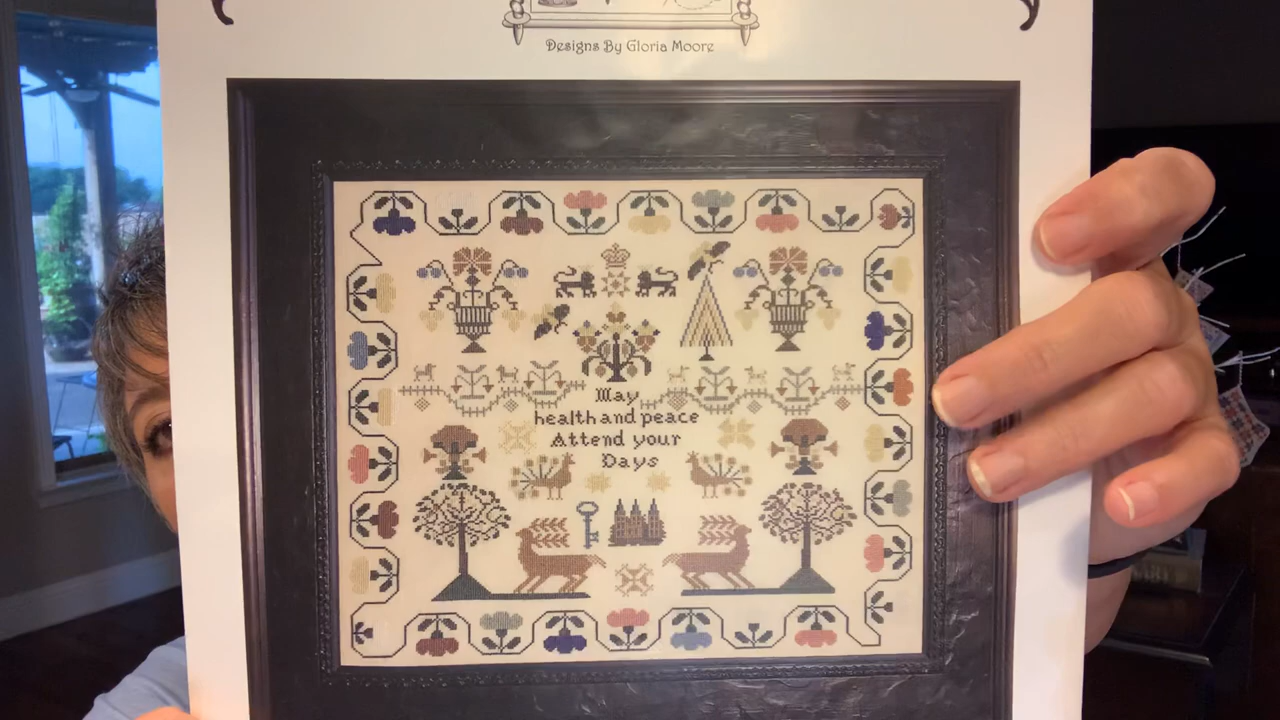 Designs By Gloria Moore
May
health and peace
Attend your
Days